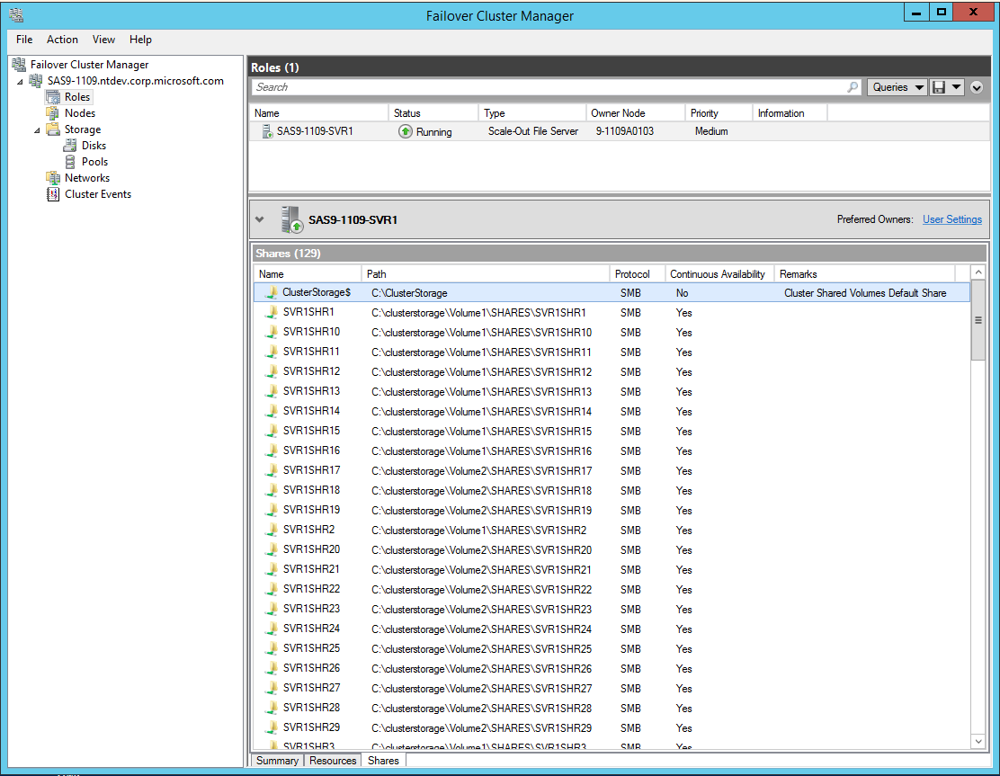 Failover Cluster Manager
File Action View Help
Failover Cluster Manager
SAS9-1109.ntdev.corp.microsoft.com
Roles
Nodes
Storage
Disks
Pools
Networks
Cluster Events
Roles (1)
Search Queries
Name Status Type Owner Node Priority Information
SAS9-1109-SVR1 Running Scale-Out File Server 9-1109A0103 Medium
SAS9-1109-SVR1 Preferred Owners: User Settings
Shares (129)
Name Path Protocol Continuous Availability Remarks
ClusterStorage$ C:\ClusterStorage SMB No Cluster Shared Volumes Default Share
SVR1SHR1 C:\clusterstorage\Volume1\SHARES\SVR1SHR1 SMB Yes
SVR1SHR10 C:\clusterstorage\Volume1\SHARES\SVR1SHR10 SMB Yes
SVR1SHR11 C:\clusterstorage\Volume1\SHARES\SVR1SHR11 SMB Yes
SVR1SHR12 C:\clusterstorage\Volume1\SHARES\SVR1SHR12 SMB Yes
SVR1SHR13 C:\clusterstorage\Volume1\SHARES\SVR1SHR13 SMB Yes
SVR1SHR14 C:\clusterstorage\Volume1\SHARES\SVR1SHR14 SMB Yes
SVR1SHR15 C:\clusterstorage\Volume1\SHARES\SVR1SHR15 SMB Yes
SVR1SHR16 C:\clusterstorage\Volume1\SHARES\SVR1SHR16 SMB Yes
SVR1SHR17 C:\clusterstorage\Volume2\SHARES\SVR1SHR17 SMB Yes
SVR1SHR18 C:\clusterstorage\Volume2\SHARES\SVR1SHR18 SMB Yes
SVR1SHR19 C:\clusterstorage\Volume2\SHARES\SVR1SHR19 SMB Yes
SVR1SHR2 C:\clusterstorage\Volume1\SHARES\SVR1SHR2 SMB Yes
SVR1SHR20 C:\clusterstorage\Volume2\SHARES\SVR1SHR20 SMB Yes
SVR1SHR21 C:\clusterstorage\Volume2\SHARES\SVR1SHR21 SMB Yes
SVR1SHR22 C:\clusterstorage\Volume2\SHARES\SVR1SHR22 SMB Yes
SVR1SHR23 C:\clusterstorage\Volume2\SHARES\SVR1SHR23 SMB Yes
SVR1SHR24 C:\clusterstorage\Volume2\SHARES\SVR1SHR24 SMB Yes
SVR1SHR25 C:\clusterstorage\Volume2\SHARES\SVR1SHR25 SMB Yes
SVR1SHR26 C:\clusterstorage\Volume2\SHARES\SVR1SHR26 SMB Yes
SVR1SHR27 C:\clusterstorage\Volume2\SHARES\SVR1SHR27 SMB Yes
SVR1SHR28 C:\clusterstorage\Volume2\SHARES\SVR1SHR28 SMB Yes
SVR1SHR29 C:\clusterstorage\Volume2\SHARES\SVR1SHR29 SMB Yes
SVR1SHR3 C:\clusterstorage\Volume1\SHARES\SVR1SHR3 SMB Yes
Summary Resources Shares